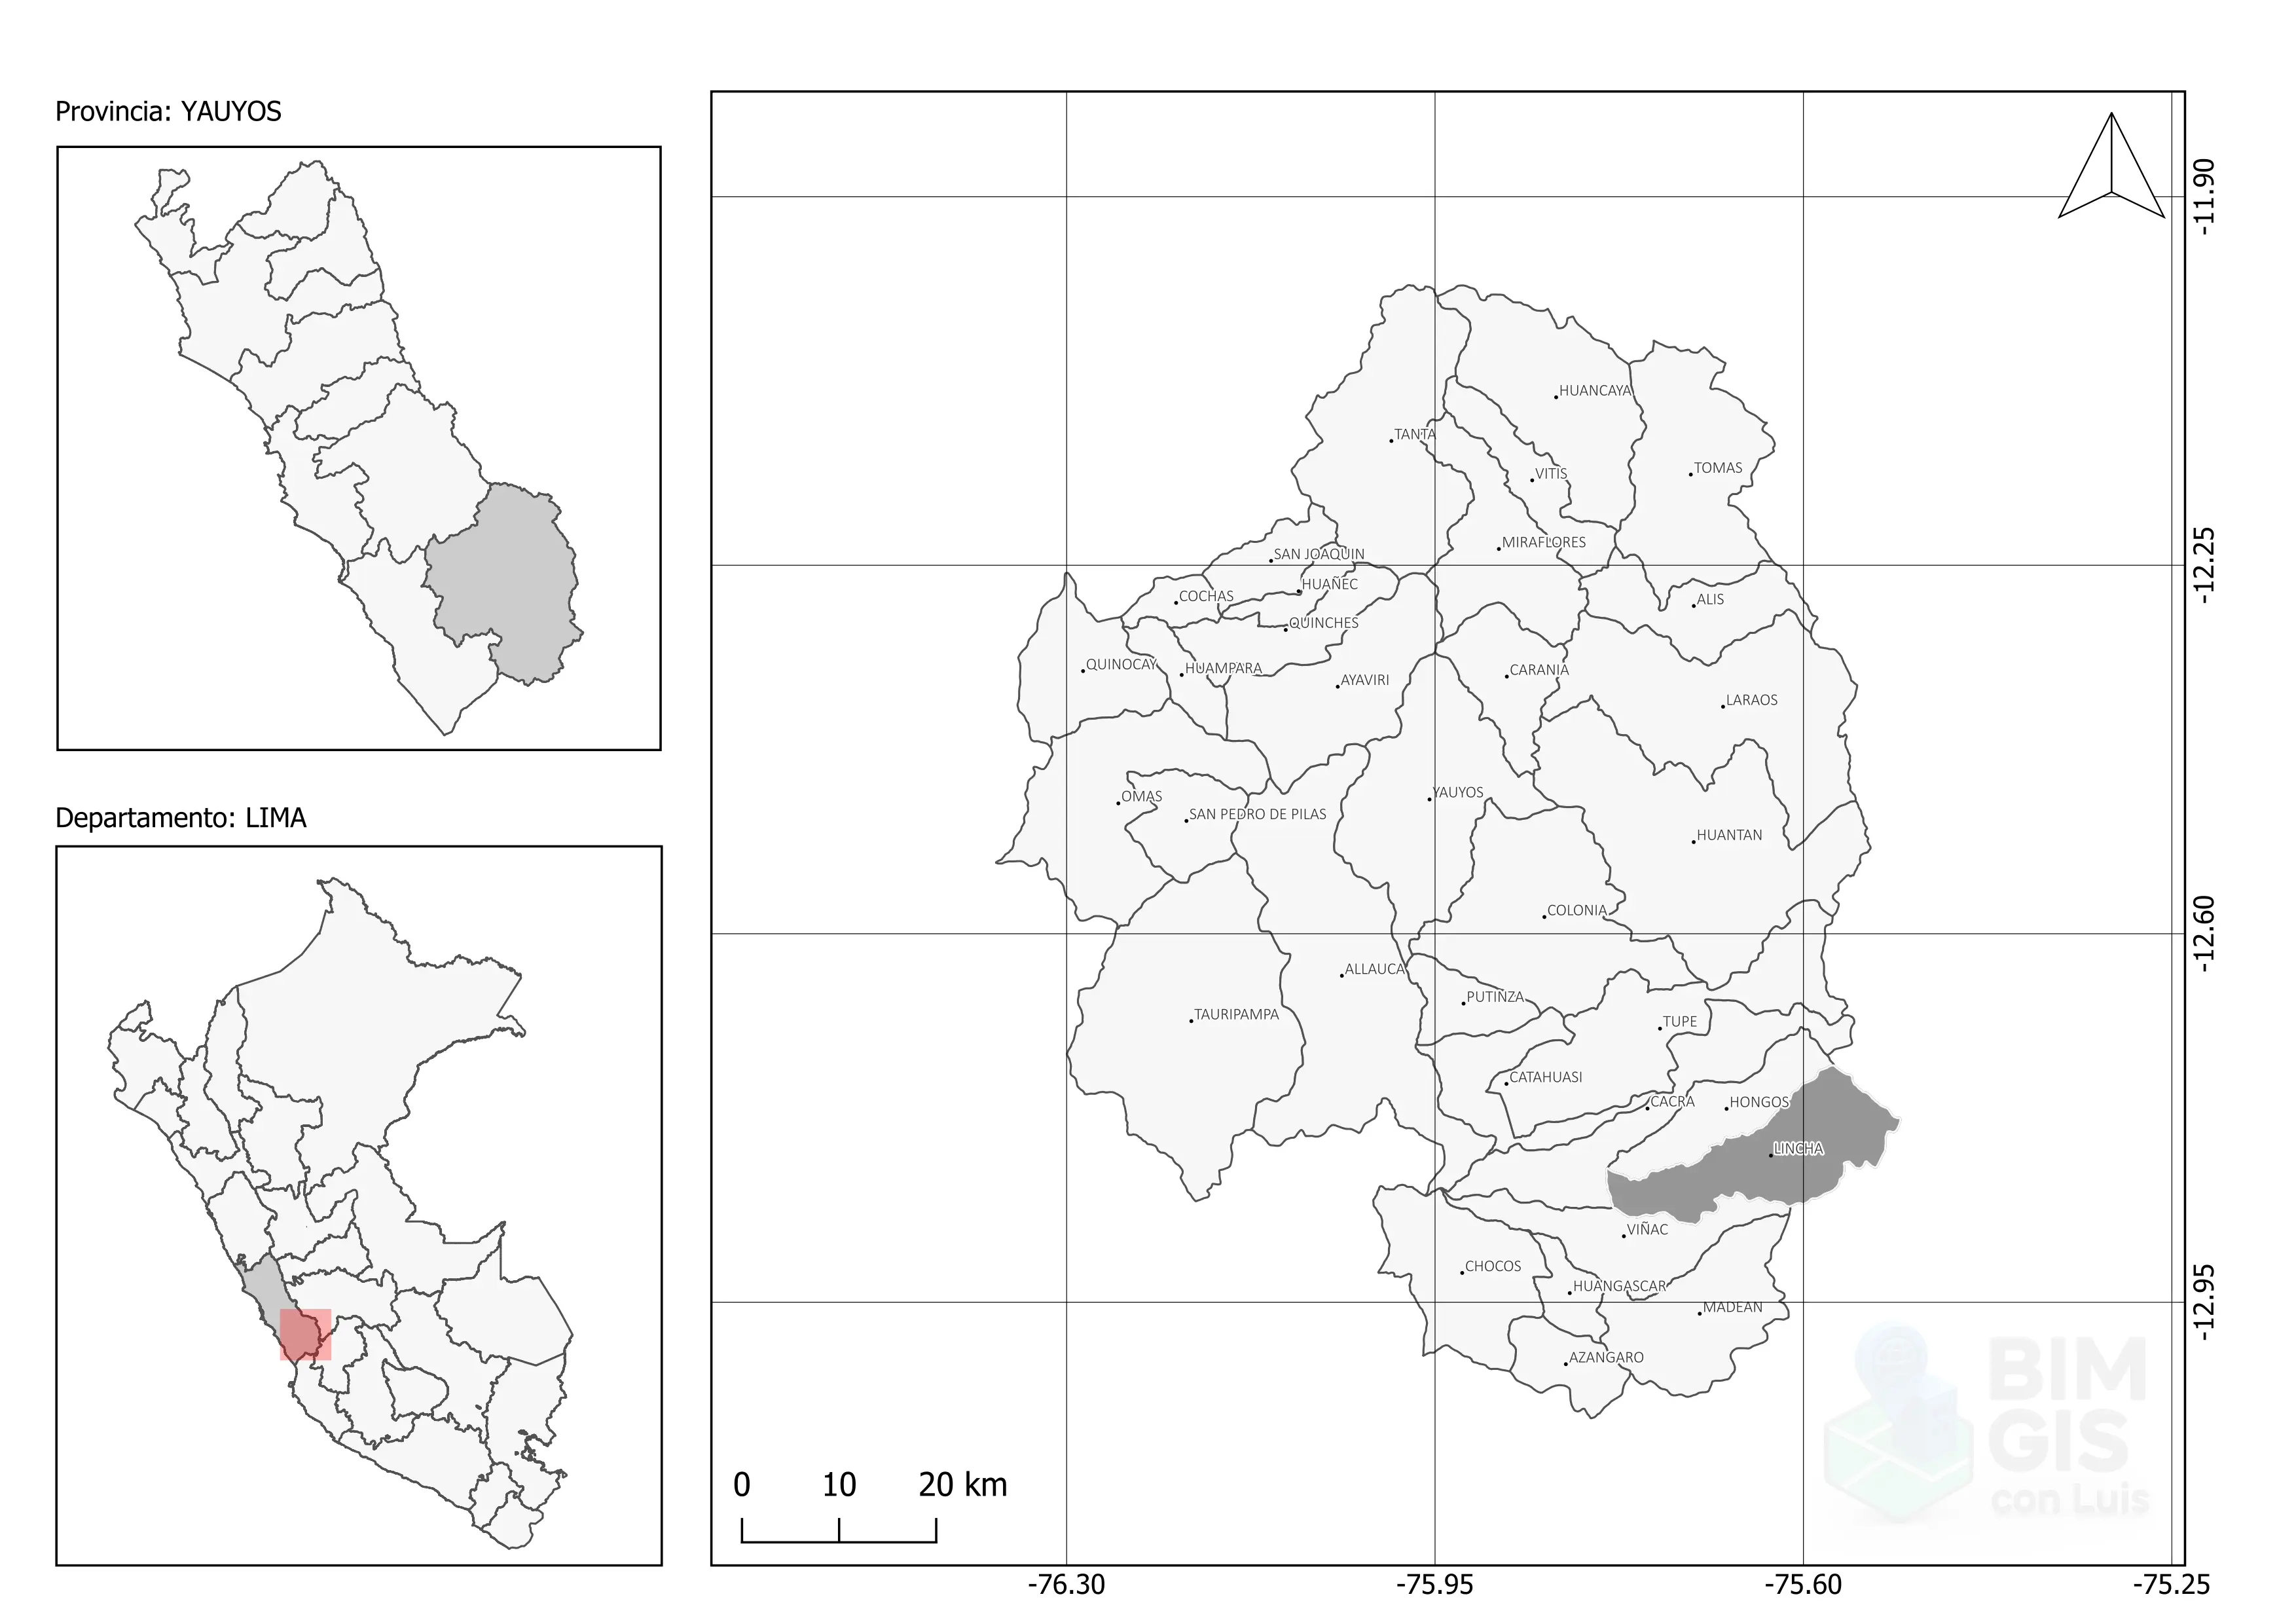 Provincia: YAUYOS
Departamento: LIMA
HUANCAYA
TANTA
TOMAS
VITIS
MIRAFLORES
SAN JOAQUIN
HUAÑEC
COCHAS
ALIS
QUINCHES
QUINOCAY
HUAMPARA
AYAVIRI
CARANIA
LARAOS
YAUYOS
OMAS
SAN PEDRO DE PILAS
HUANTAN
COLONIA
ALLAUCA
PUTINZA
TAURIPAMPA
TUPE
CATAHUASI
CACRA
HONGOS
LINCHA
VIÑAC
CHOCOS
HUANGASCAR
MADEAN
AZANGARO
-11.90
-12.25
-12.60
-12.95
0 10 20 km
BIM
GIS
con Luis
-76.30 -75.95 -75.60 -75.25